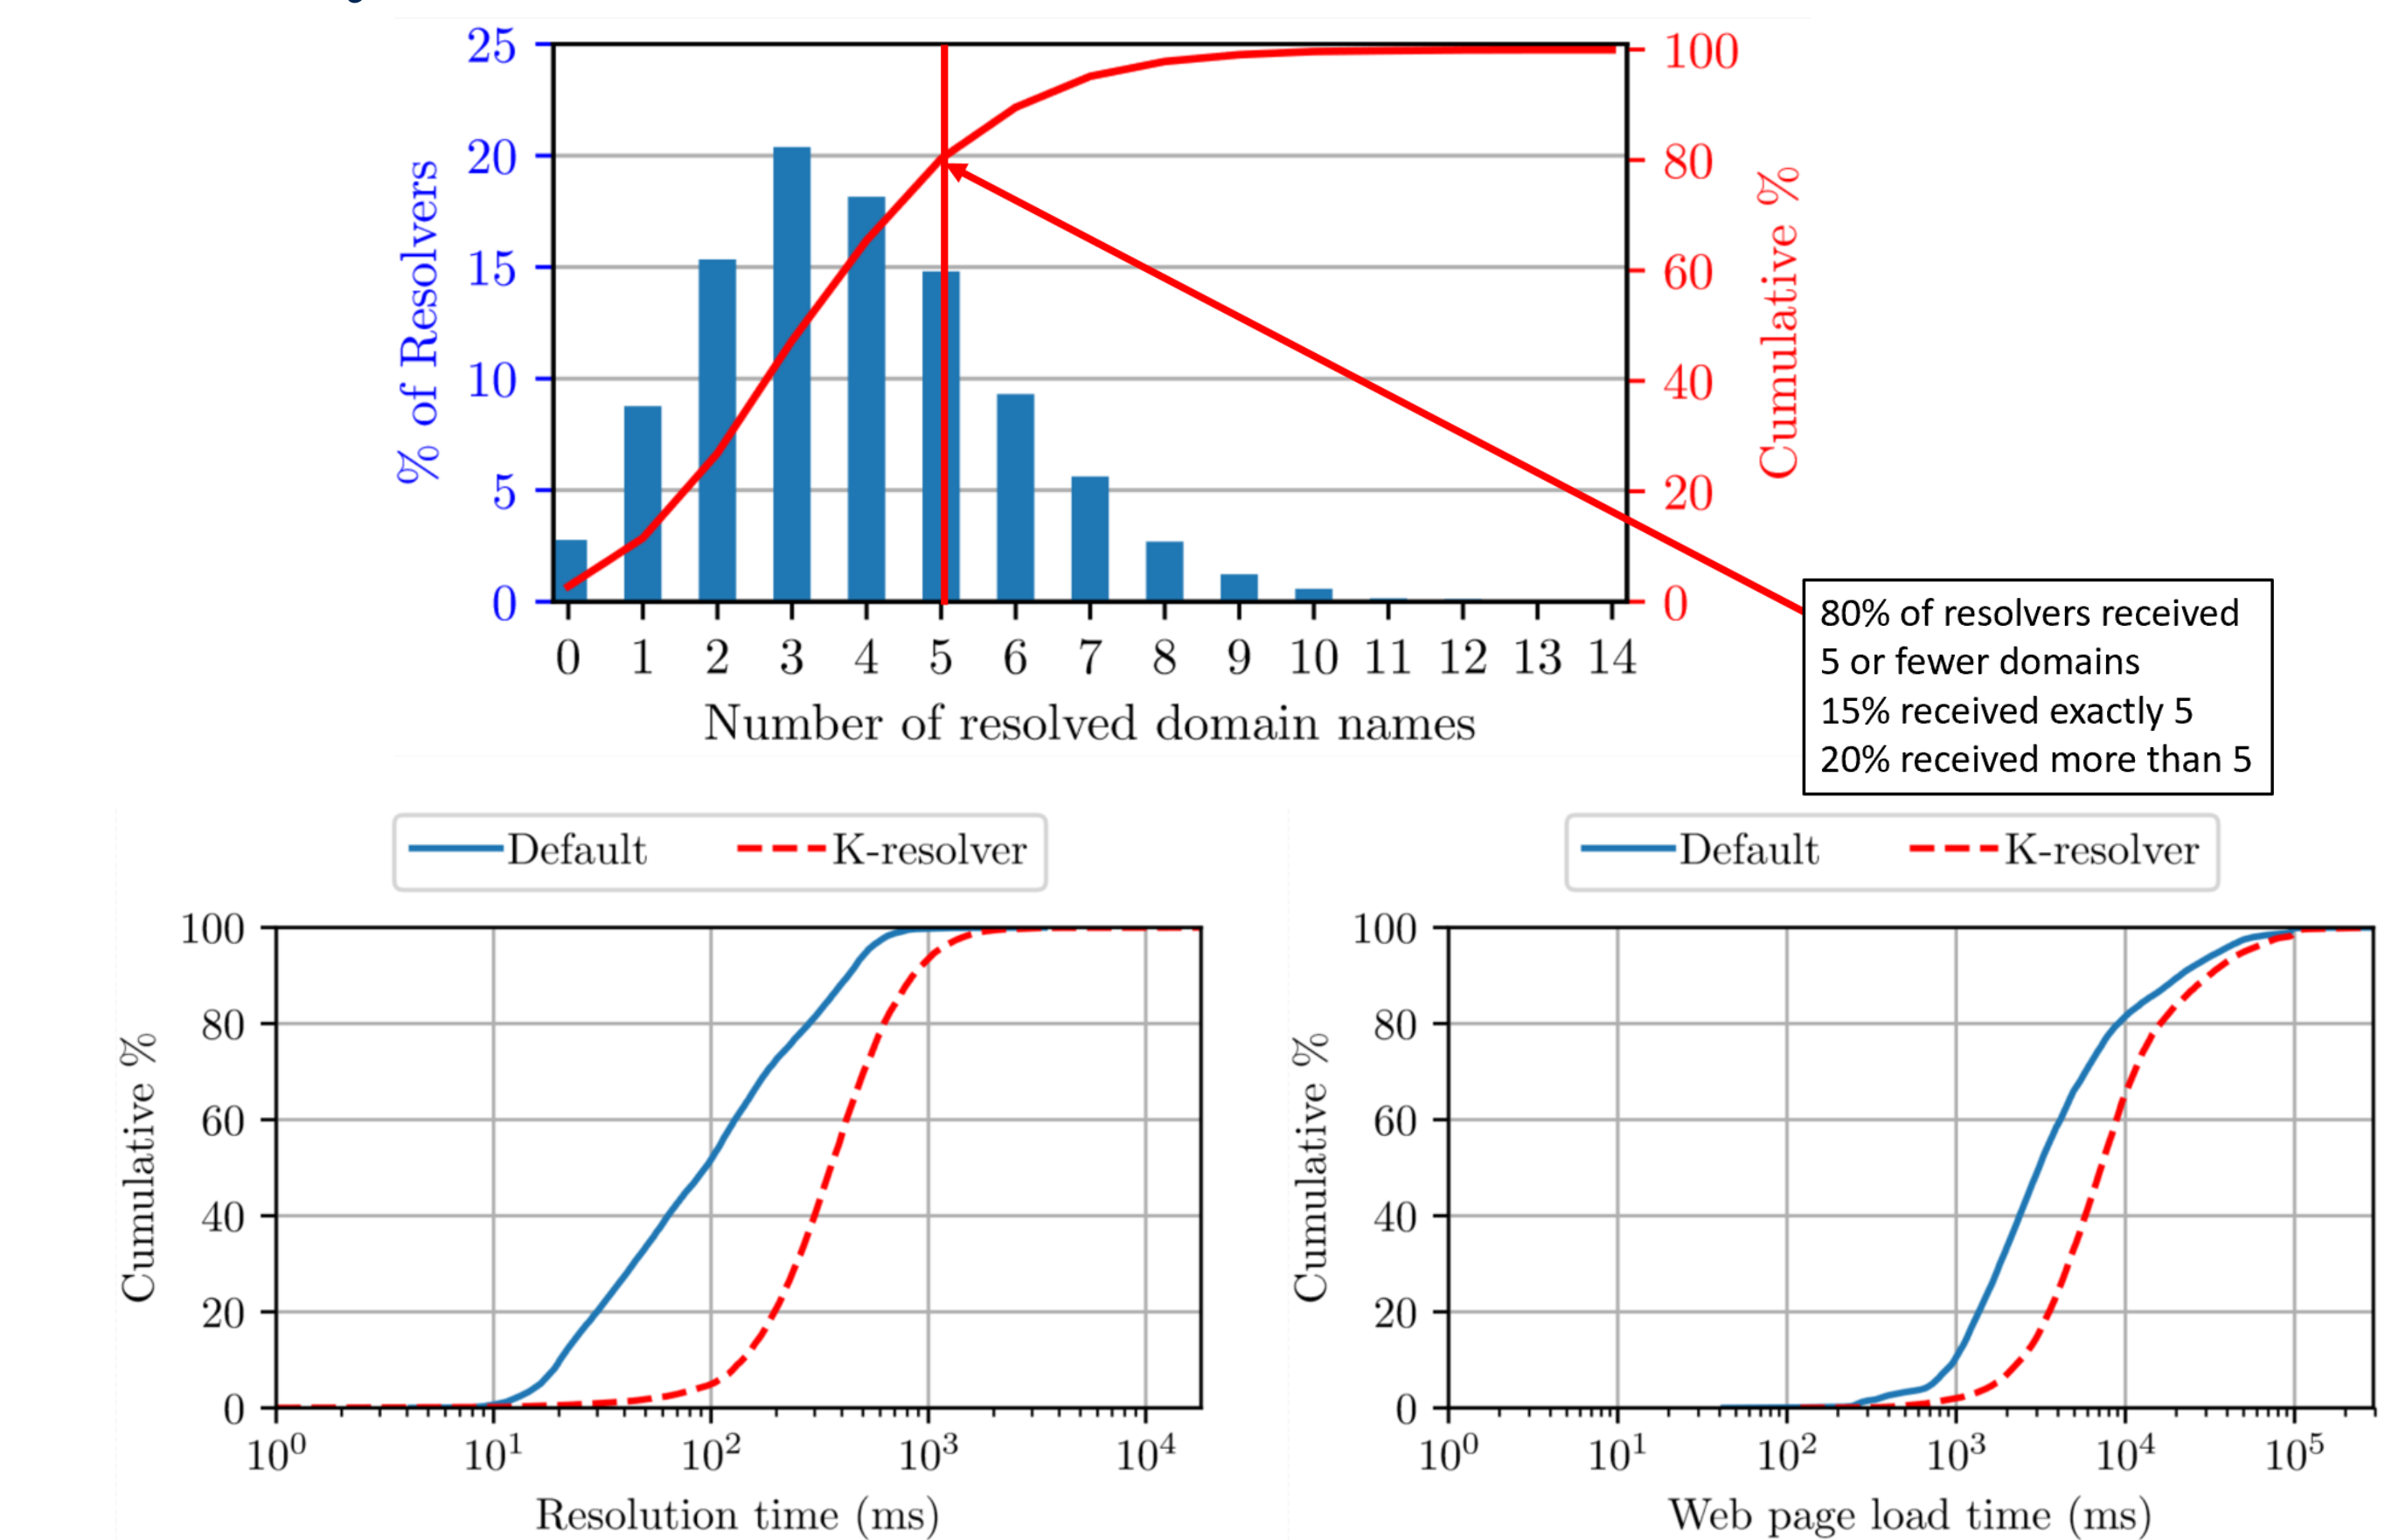 25
20
15
10
5
0
% of Resolvers
100
80
60
40
20
0
Cumulative %
0 1 2 3 4 5 6 7 8 9 10 11 12 13 14
Number of resolved domain names
80% of resolvers received
5 or fewer domains
15% received exactly 5
20% received more than 5
Default K-resolver
100
80
60
40
20
0
Cumulative %
10⁰ 10¹ 10² 10³ 10⁴
Resolution time (ms)
Default K-resolver
100
80
60
40
20
0
Cumulative %
10⁰ 10¹ 10² 10³ 10⁴ 10⁵
Web page load time (ms)